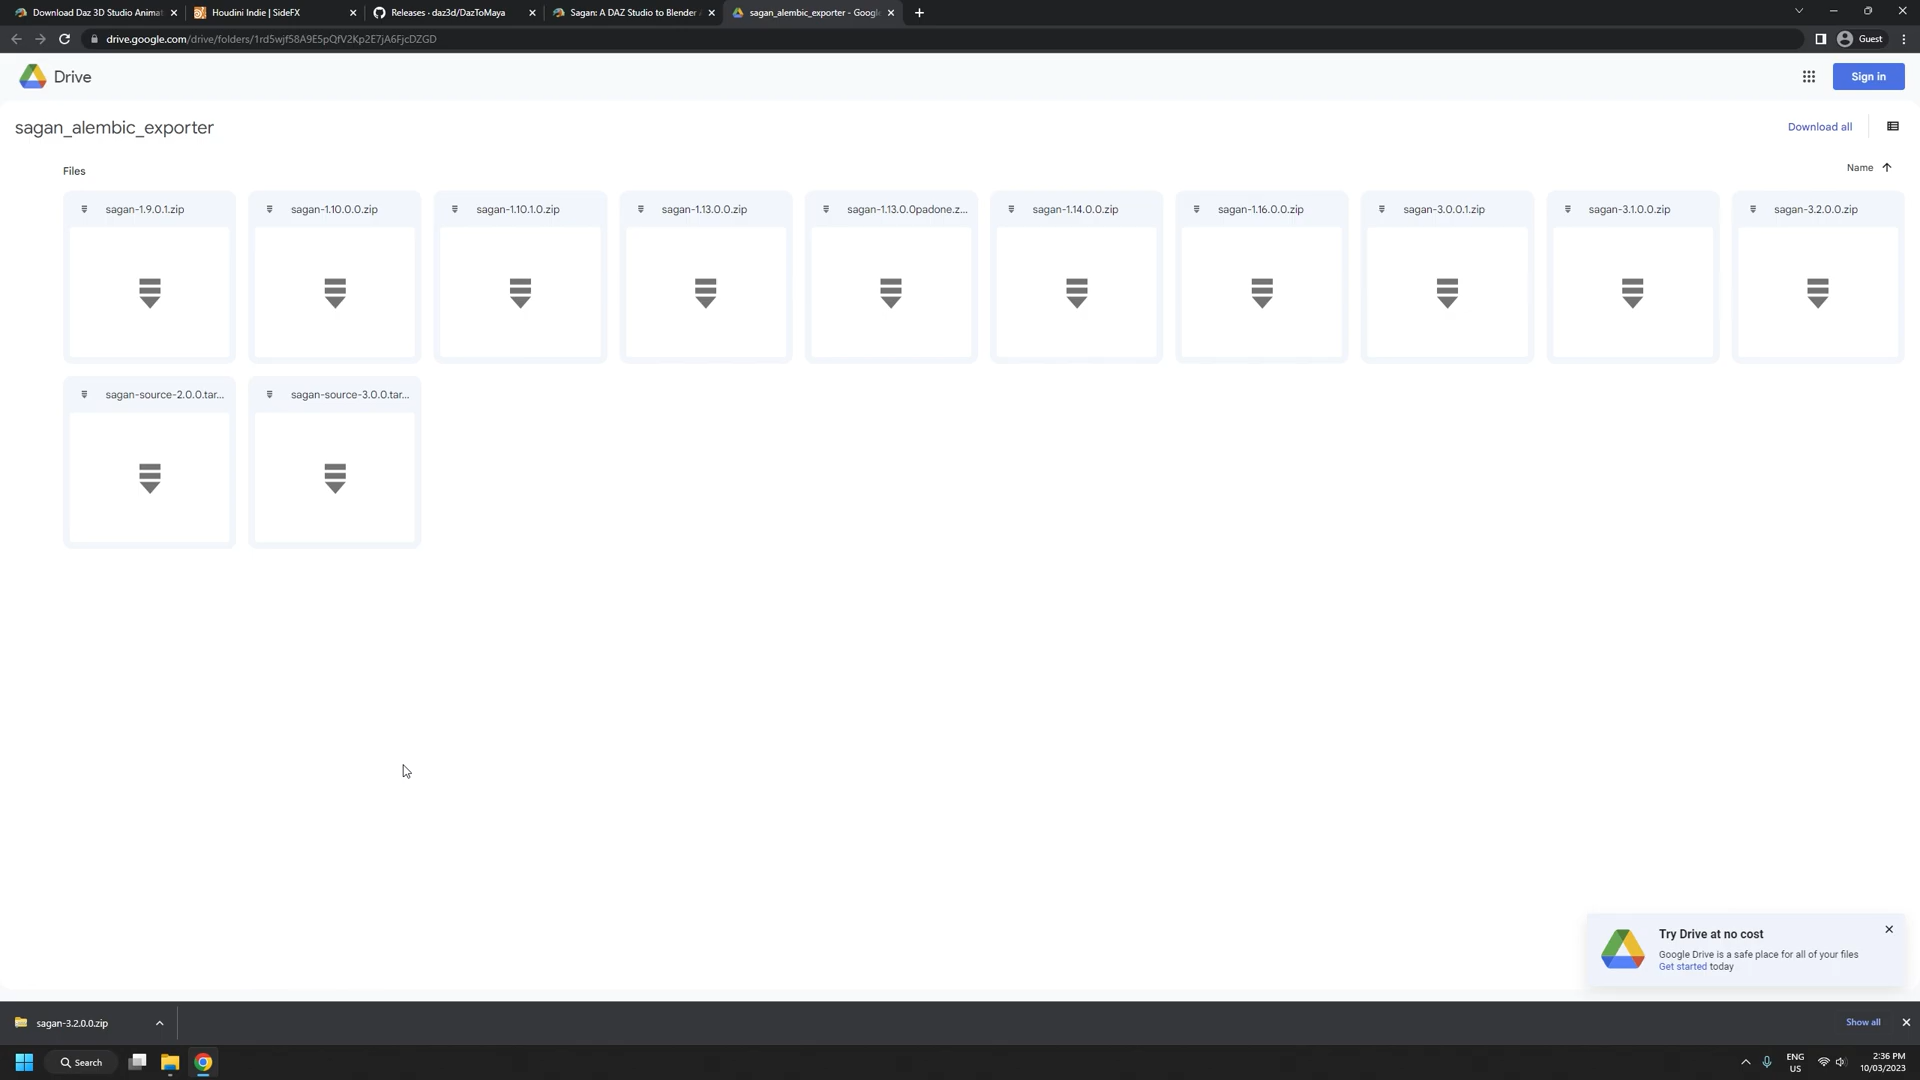 Download Daz 3D Studio Animat
Houdini Indie | SideFX
Releases · daz3d/DazToMaya
Sagan: A DAZ Studio to Blender
sagan_alembic_exporter - Googl
drive.google.com/drive/folders/1rd5wjf58A9E5pQfV2Kp2E7jA6FjcDZGD
Guest
Drive
Sign in
sagan_alembic_exporter
Download all
Files
Name
sagan-1.9.0.1.zip
sagan-1.10.0.0.zip
sagan-1.10.1.0.zip
sagan-1.13.0.0.zip
sagan-1.13.0.0padone.z...
sagan-1.14.0.0.zip
sagan-1.16.0.0.zip
sagan-3.0.0.1.zip
sagan-3.1.0.0.zip
sagan-3.2.0.0.zip
sagan-source-2.0.0.tar...
sagan-source-3.0.0.tar...
Try Drive at no cost
Google Drive is a safe place for all of your files
Get started today
sagan-3.2.0.0.zip
Show all
Search
ENG
US
2:36 PM
10/03/2023